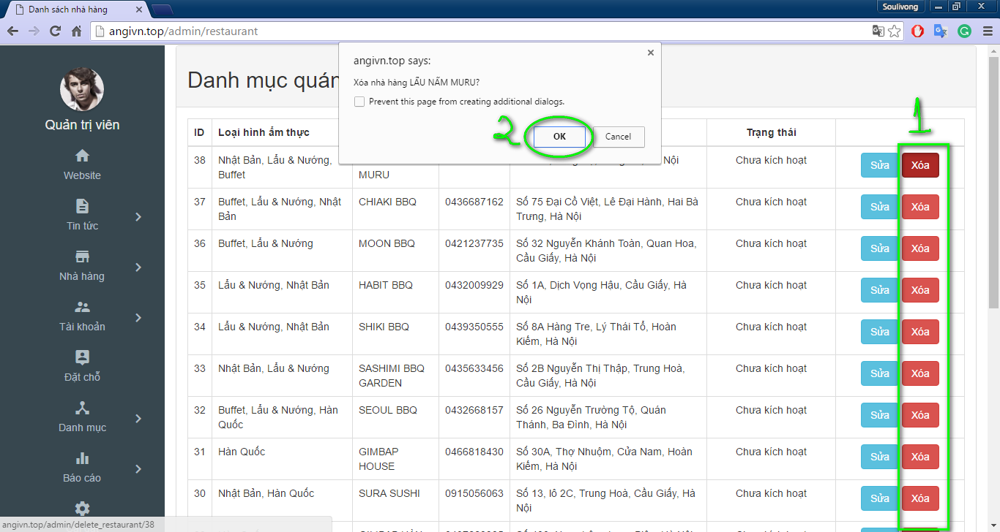 Danh sách nhà hàng
Soulivong
angivn.top/admin/restaurant
Quản trị viên
Website
Tin tức
Nhà hàng
Tài khoản
Đặt chỗ
Danh mục
Báo cáo
angivn.top/admin/delete_restaurant/38
Danh mục quán
angivn.top says:
Xóa nhà hàng LẨU NẤM MURU?
Prevent this page from creating additional dialogs.
2
OK Cancel
1
ID Loại hình ẩm thực Trạng thái
38 Nhật Bản, Lẩu & Nướng, Nội Chưa kích hoạt Sửa Xóa
Buffet MURU
37 Buffet, Lẩu & Nướng, Nhật CHIAKI BBQ 0436687162 Số 75 Đại Cồ Việt, Lê Đại Hành, Hai Bà Chưa kích hoạt Sửa Xóa
Bản Trưng, Hà Nội
36 Buffet, Lẩu & Nướng MOON BBQ 0421237735 Số 32 Nguyễn Khánh Toàn, Quan Hoa, Chưa kích hoạt Sửa Xóa
Cầu Giấy, Hà Nội
35 Lẩu & Nướng, Nhật Bản HABIT BBQ 0432009929 Số 1A, Dịch Vọng Hậu, Cầu Giấy, Hà Chưa kích hoạt Sửa Xóa
Nội
34 Lẩu & Nướng, Nhật Bản SHIKI BBQ 0439350555 Số 8A Hàng Tre, Lý Thái Tổ, Hoàn Chưa kích hoạt Sửa Xóa
Kiếm, Hà Nội
33 Nhật Bản, Lẩu & Nướng SASHIMI BBQ 0435633456 Số 2B Nguyễn Thị Thập, Trung Hoà, Chưa kích hoạt Sửa Xóa
GARDEN Cầu Giấy, Hà Nội
32 Buffet, Lẩu & Nướng, Hàn SEOUL BBQ 0432668157 Số 26 Nguyễn Trường Tộ, Quán Chưa kích hoạt Sửa Xóa
Quốc Thánh, Ba Đình, Hà Nội
31 Hàn Quốc GIMBAP 0466818430 Số 30A, Thợ Nhuộm, Cửa Nam, Hoàn Chưa kích hoạt Sửa Xóa
HOUSE Kiếm, Hà Nội
30 Nhật Bản, Hàn Quốc SURA SUSHI 0915056063 Số 13, lô 2C, Trung Hoà, Cầu Giấy, Hà Chưa kích hoạt Sửa Xóa
Nội